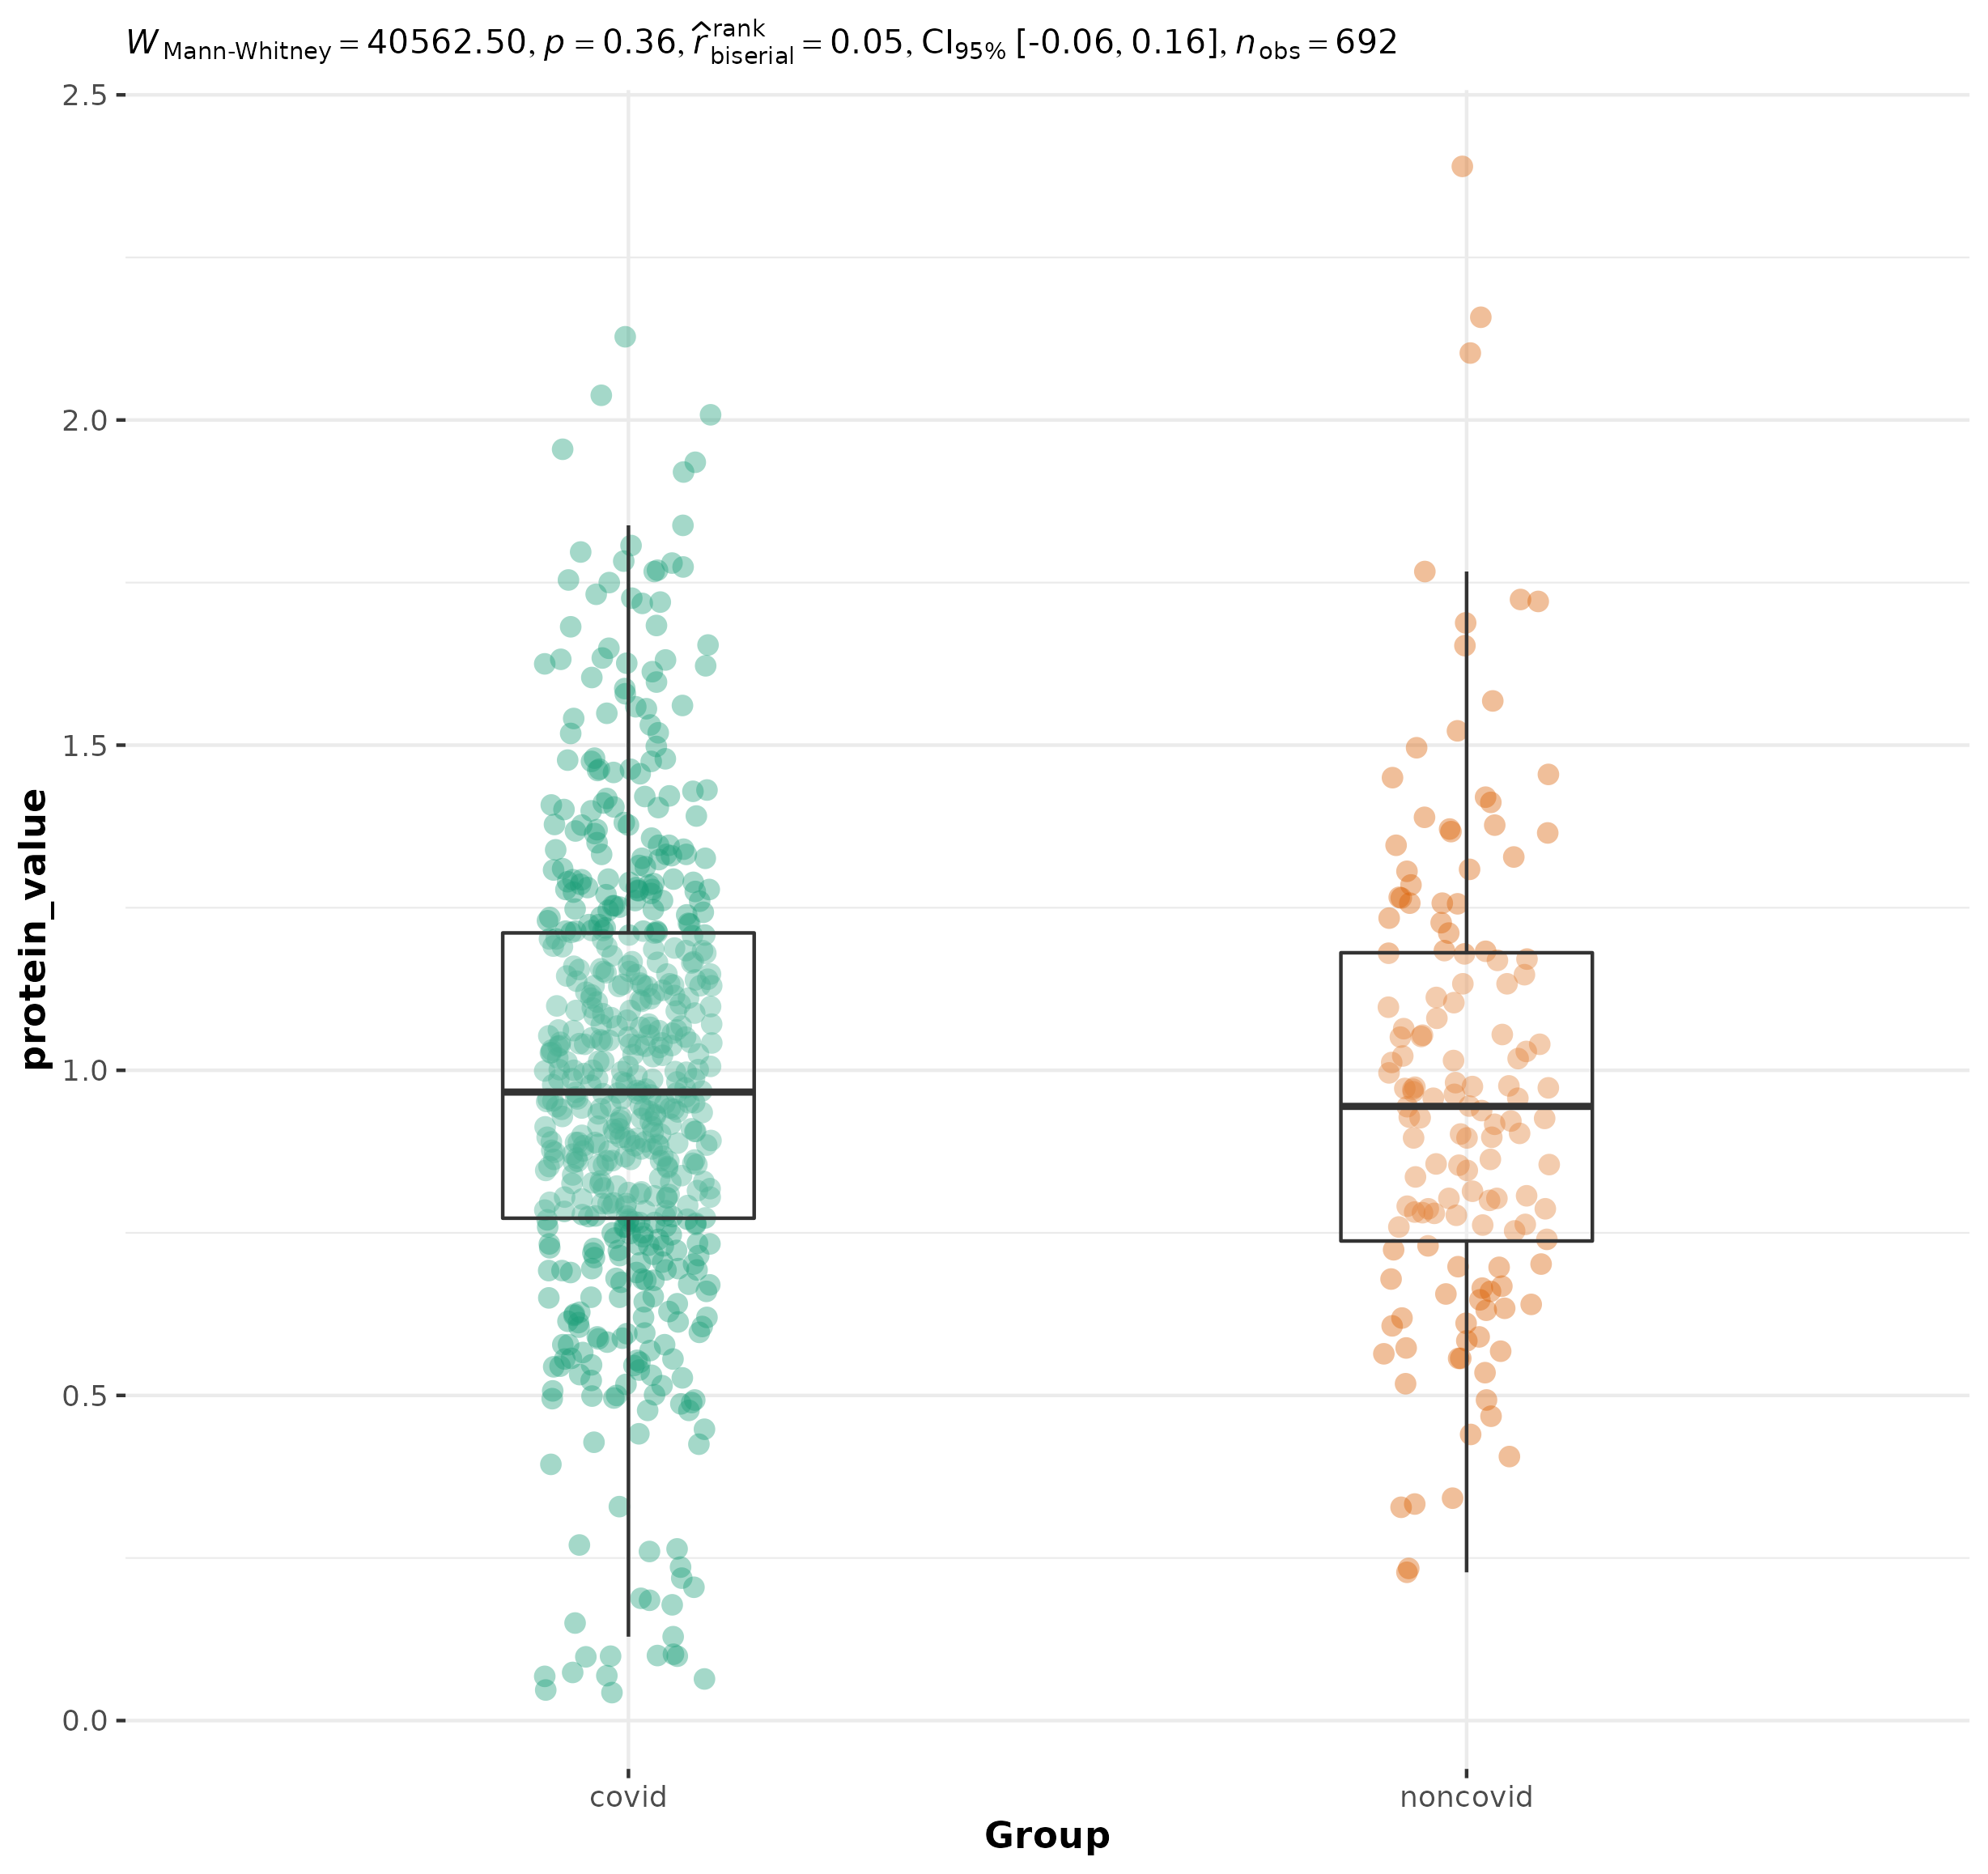 W Mann-Whitney = 40562.50, p = 0.36, r̂ rank biserial = 0.05, CI95% [-0.06, 0.16], n obs = 692
2.5
2.0
1.5
1.0
0.5
0.0
protein_value
covid noncovid
Group